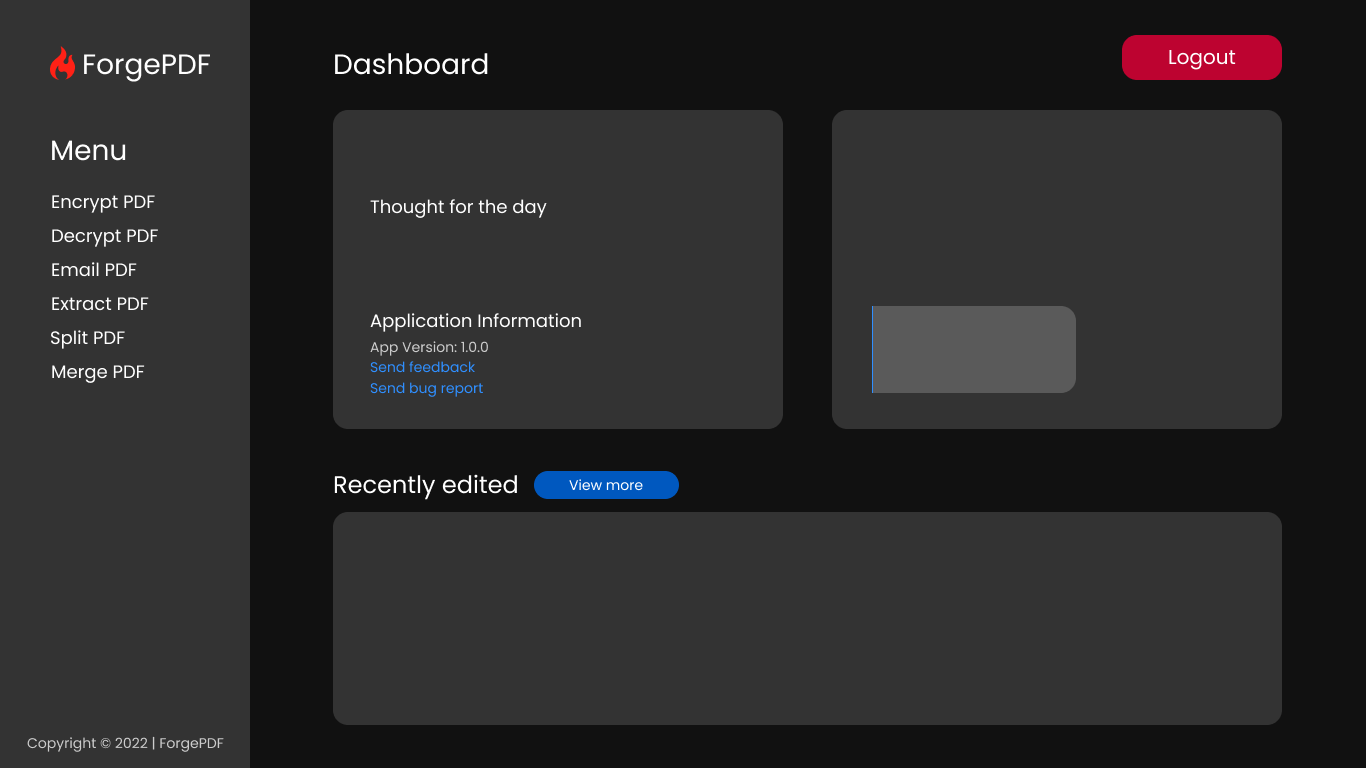 ForgePDF
Menu
Encrypt PDF
Decrypt PDF
Email PDF
Extract PDF
Split PDF
Merge PDF
Copyright © 2022 | ForgePDF
Dashboard
Logout
Thought for the day
Application Information
App Version: 1.0.0
Send feedback
Send bug report
Recently edited
View more